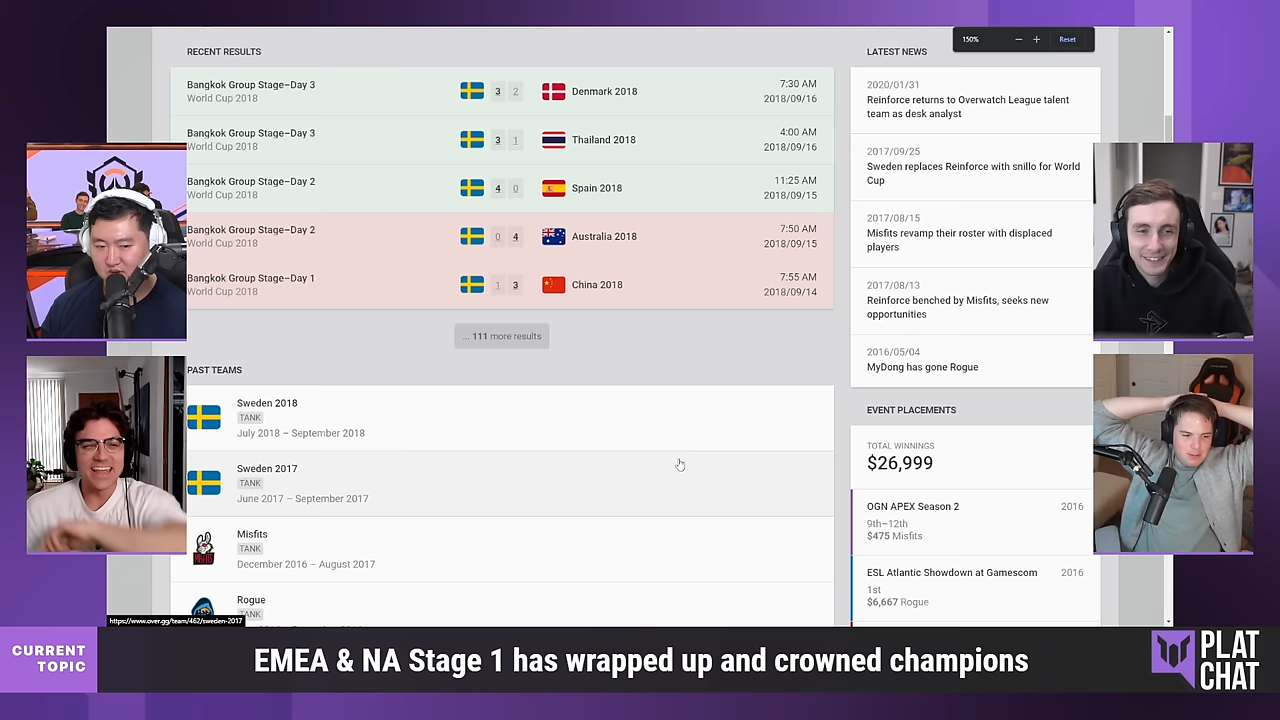 RECENT RESULTS
Bangkok Group Stage–Day 3
World Cup 2018
3 2
Denmark 2018
7:30 AM
2018/09/16
Bangkok Group Stage–Day 3
World Cup 2018
3 1
Thailand 2018
4:00 AM
2018/09/16
Bangkok Group Stage–Day 2
World Cup 2018
4 0
Spain 2018
11:25 AM
2018/09/15
Bangkok Group Stage–Day 2
World Cup 2018
0 4
Australia 2018
7:50 AM
2018/09/15
Bangkok Group Stage–Day 1
World Cup 2018
1 3
China 2018
7:55 AM
2018/09/14
... 111 more results
PAST TEAMS
Sweden 2018
TANK
July 2018 – September 2018
Sweden 2017
TANK
June 2017 – September 2017
MISFITS
Misfits
TANK
December 2016 – August 2017
Rogue
TANK
https://www.over.gg/team/462/sweden-2017
150%
− +
Reset
LATEST NEWS
2020/01/31
Reinforce returns to Overwatch League talent
team as desk analyst
2017/09/25
Sweden replaces Reinforce with snillo for World
Cup
2017/08/15
Misfits revamp their roster with displaced
players
2017/08/13
Reinforce benched by Misfits, seeks new
opportunities
2016/05/04
MyDong has gone Rogue
EVENT PLACEMENTS
TOTAL WINNINGS
$26,999
OGN APEX Season 2 2016
9th–12th
$475 Misfits
ESL Atlantic Showdown at Gamescom 2016
1st
$6,667 Rogue
CURRENT
TOPIC
EMEA & NA Stage 1 has wrapped up and crowned champions
PLAT
CHAT